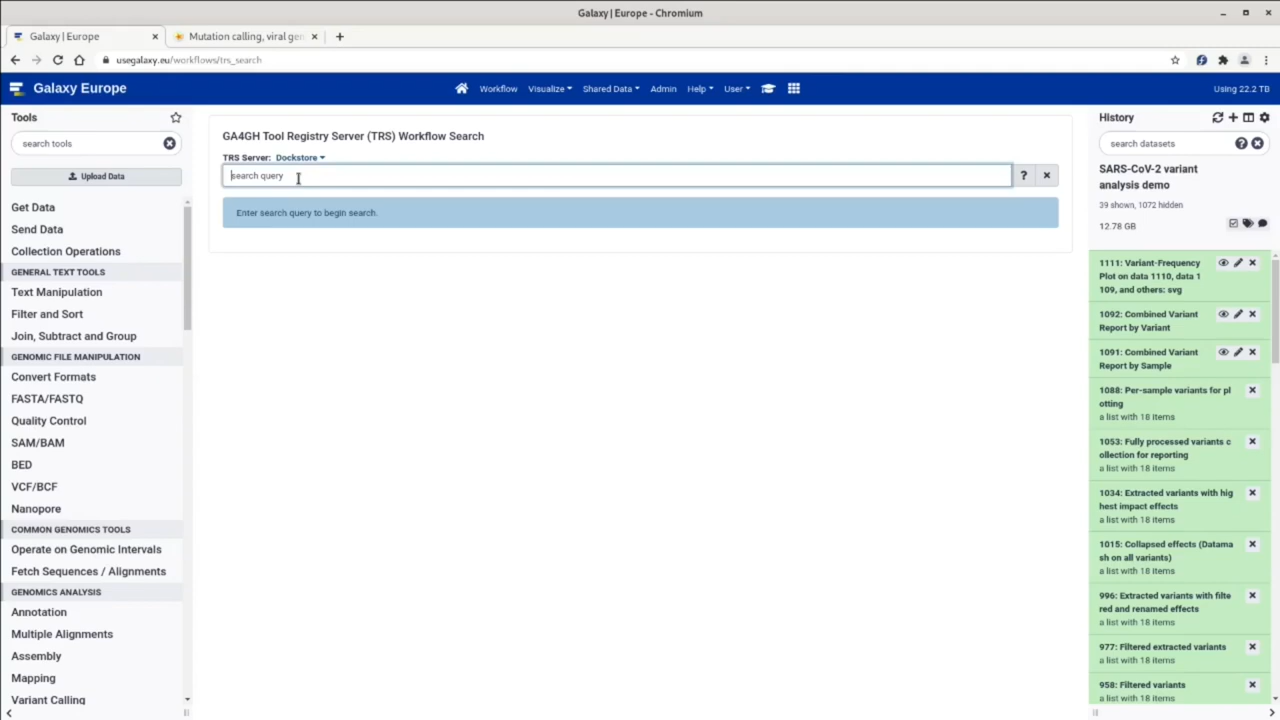 Galaxy | Europe - Chromium
Galaxy | Europe
Mutation calling, viral gen
usegalaxy.eu/workflows/trs_search
Galaxy Europe
Workflow
Visualize
Shared Data
Admin
Help
User
Using 22.2 TB
Tools
search tools
Upload Data
Get Data
Send Data
Collection Operations
GENERAL TEXT TOOLS
Text Manipulation
Filter and Sort
Join, Subtract and Group
GENOMIC FILE MANIPULATION
Convert Formats
FASTA/FASTQ
Quality Control
SAM/BAM
BED
VCF/BCF
Nanopore
COMMON GENOMICS TOOLS
Operate on Genomic Intervals
Fetch Sequences / Alignments
GENOMICS ANALYSIS
Annotation
Multiple Alignments
Assembly
Mapping
Variant Calling
GA4GH Tool Registry Server (TRS) Workflow Search
TRS Server: Dockstore
search query
?
Enter search query to begin search.
History
search datasets
SARS-CoV-2 variant
analysis demo
39 shown, 1072 hidden
12.78 GB
1111: Variant-Frequency
Plot on data 1110, data 1
109, and others: svg
1092: Combined Variant
Report by Variant
1091: Combined Variant
Report by Sample
1088: Per-sample variants for pl
otting
a list with 18 items
1053: Fully processed variants c
ollection for reporting
a list with 18 items
1034: Extracted variants with hig
hest impact effects
a list with 18 items
1015: Collapsed effects (Datama
sh on all variants)
a list with 18 items
996: Extracted variants with filte
red and renamed effects
a list with 18 items
977: Filtered extracted variants
a list with 18 items
958: Filtered variants
a list with 18 items